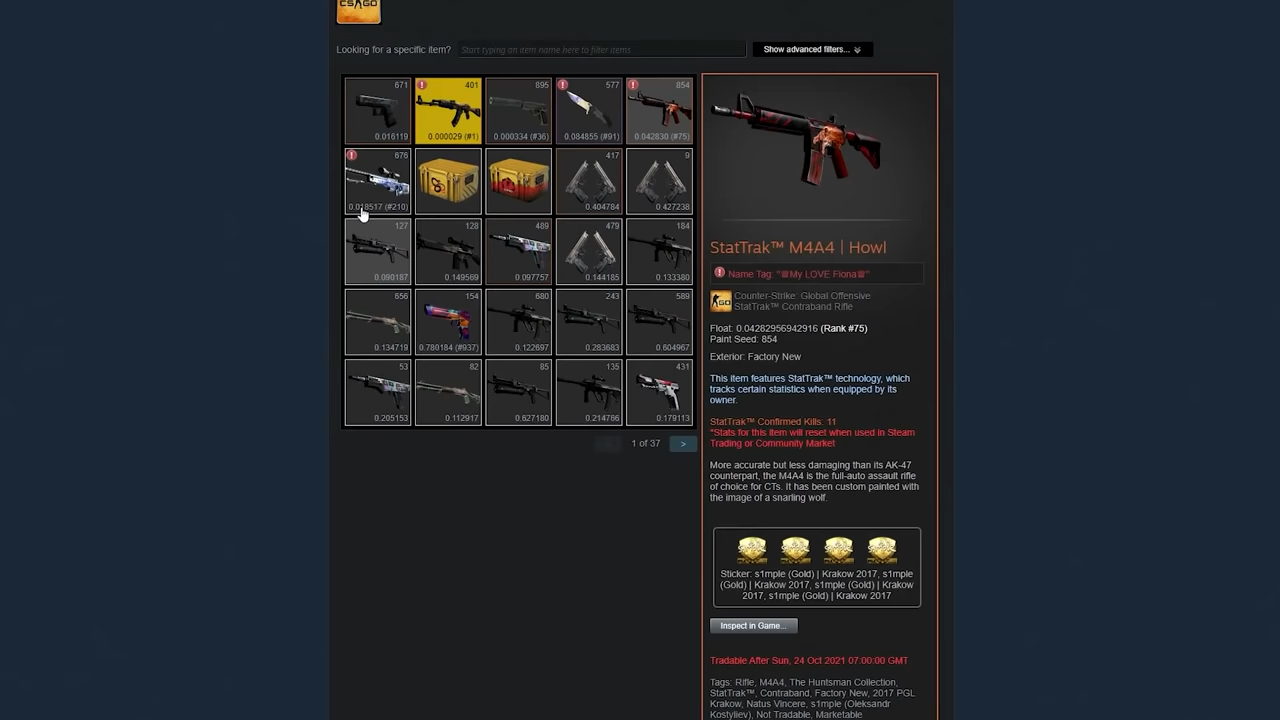 CS GO
Looking for a specific item?
Start typing an item name here to filter items
Show advanced filters...
671
0.016119
401
0.000029 (#1)
895
0.000334 (#36)
577
0.084855 (#91)
854
0.042830 (#75)
676
0.018517 (#210)
417
0.404784
9
0.427238
127
0.090187
128
0.149569
489
0.097757
479
0.144185
184
0.133380
656
0.134719
154
0.780184 (#937)
680
0.122697
243
0.283683
589
0.604967
53
0.205153
82
0.112917
85
0.627180
135
0.214786
431
0.179113
1 of 37
>
StatTrak™ M4A4 | Howl
Name Tag: "♕My LOVE Fiona♕"
Counter-Strike: Global Offensive
StatTrak™ Contraband Rifle
Float: 0.04282956942916 (Rank #75)
Paint Seed: 854
Exterior: Factory New
This item features StatTrak™ technology, which
tracks certain statistics when equipped by its
owner.
StatTrak™ Confirmed Kills: 11
*Stats for this item will reset when used in Steam
Trading or Community Market
More accurate but less damaging than its AK-47
counterpart, the M4A4 is the full-auto assault rifle
of choice for CTs. It has been custom painted with
the image of a snarling wolf.
Sticker: s1mple (Gold) | Krakow 2017, s1mple
(Gold) | Krakow 2017, s1mple (Gold) | Krakow
2017, s1mple (Gold) | Krakow 2017
Inspect in Game...
Tradable After Sun, 24 Oct 2021 07:00:00 GMT
Tags: Rifle, M4A4, The Huntsman Collection,
StatTrak™, Contraband, Factory New, 2017 PGL
Krakow, Natus Vincere, s1mple (Oleksandr
Kostyliev), Not Tradable, Marketable